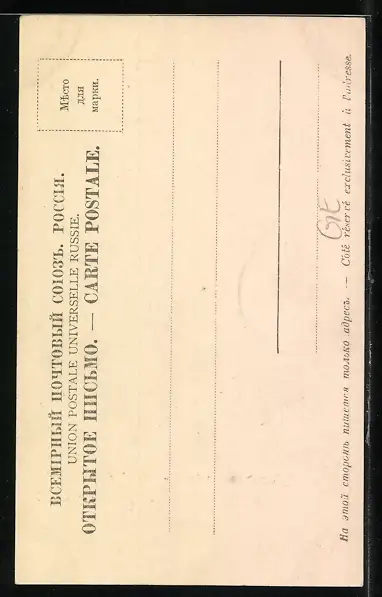 ВСЕМІРНЫЙ ПОЧТОВЫЙ СОЮЗЪ. РОССІЯ.
UNION POSTALE UNIVERSELLE RUSSIE.
ОТКРЫТОЕ ПИСЬМО. — CARTE POSTALE.
Мѣсто
для
марки.
На этой сторонѣ пишется только адресъ. — Côté réservé exclusivement à l'adresse.